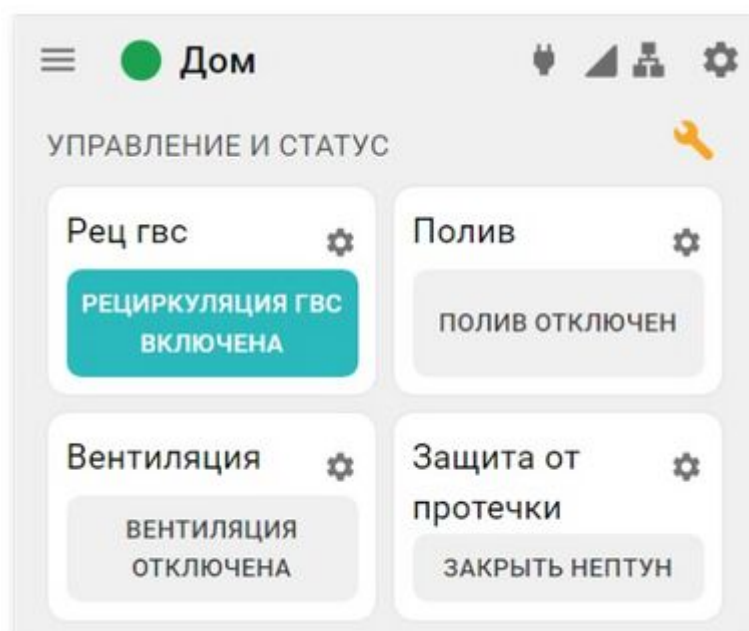 Дом
УПРАВЛЕНИЕ И СТАТУС
Рец гвс
РЕЦИРКУЛЯЦИЯ ГВС
ВКЛЮЧЕНА
Полив
ПОЛИВ ОТКЛЮЧЕН
Вентиляция
ВЕНТИЛЯЦИЯ
ОТКЛЮЧЕНА
Защита от
протечки
ЗАКРЫТЬ НЕПТУН